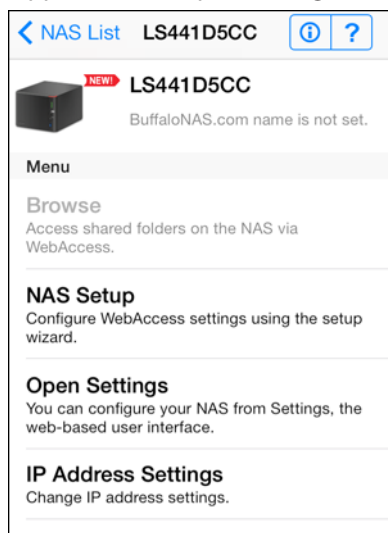 NAS List LS441D5CC ?
NEW! LS441D5CC
BuffaloNAS.com name is not set.
Menu
Browse
Access shared folders on the NAS via
WebAccess.
NAS Setup
Configure WebAccess settings using the setup
wizard.
Open Settings
You can configure your NAS from Settings, the
web-based user interface.
IP Address Settings
Change IP address settings.